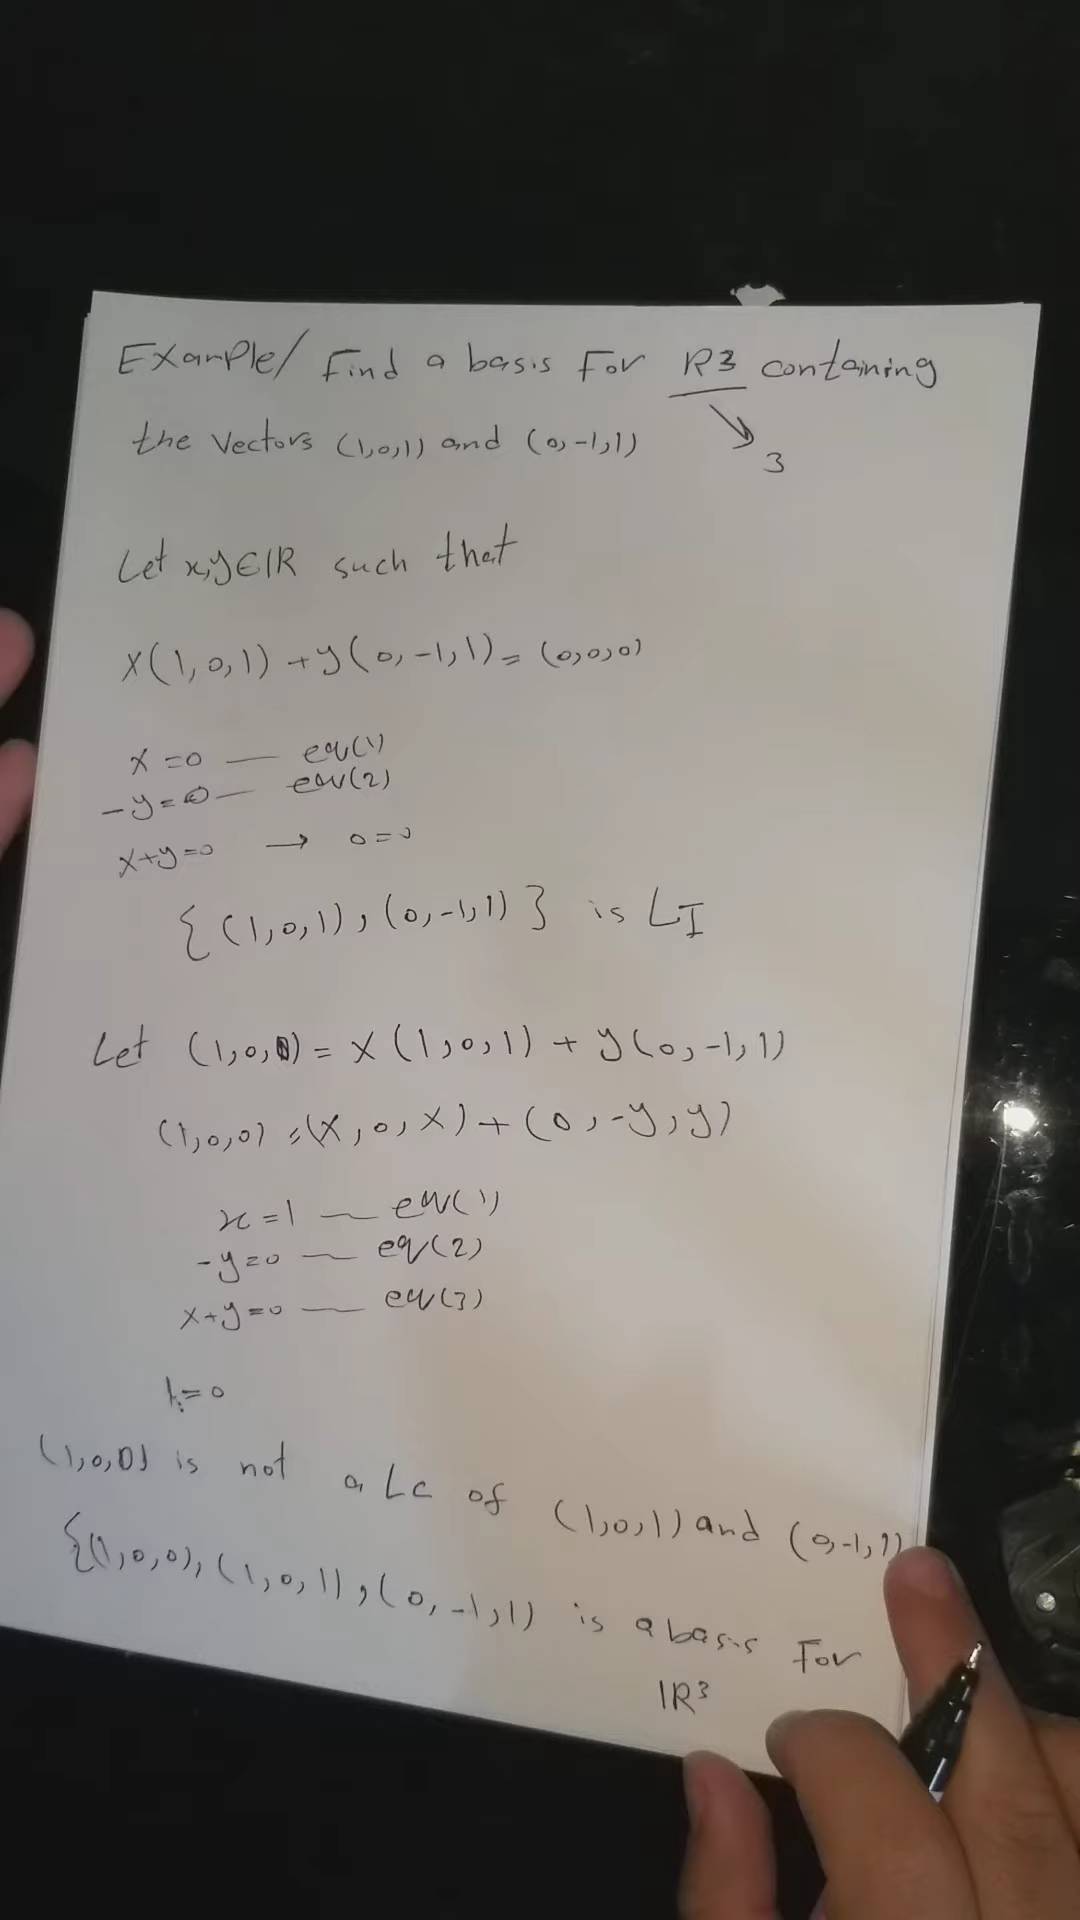 Example/ Find a basis For R3 containing
the Vectors (1,0,1) and (0,-1,1)
3
Let x,y∈IR such that
x(1,0,1) +y(0,-1,1)= (0,0,0)
x =0 — eq(1)
-y=0 — eq(2)
x+y=0 → 0=0
{(1,0,1),(0,-1,1)} is LI
Let (1,0,0) = x(1,0,1) + y(0,-1,1)
(1,0,0) =(x,0,x)+(0,-y,y)
x=1 — eq(1)
-y=0 — eq(2)
x+y=0 — eq(3)
1=0
(1,0,0) is not a Lc of (1,0,1) and (0,-1,1)
{(1,0,0),(1,0,1),(0,-1,1) is a basis For
IR³